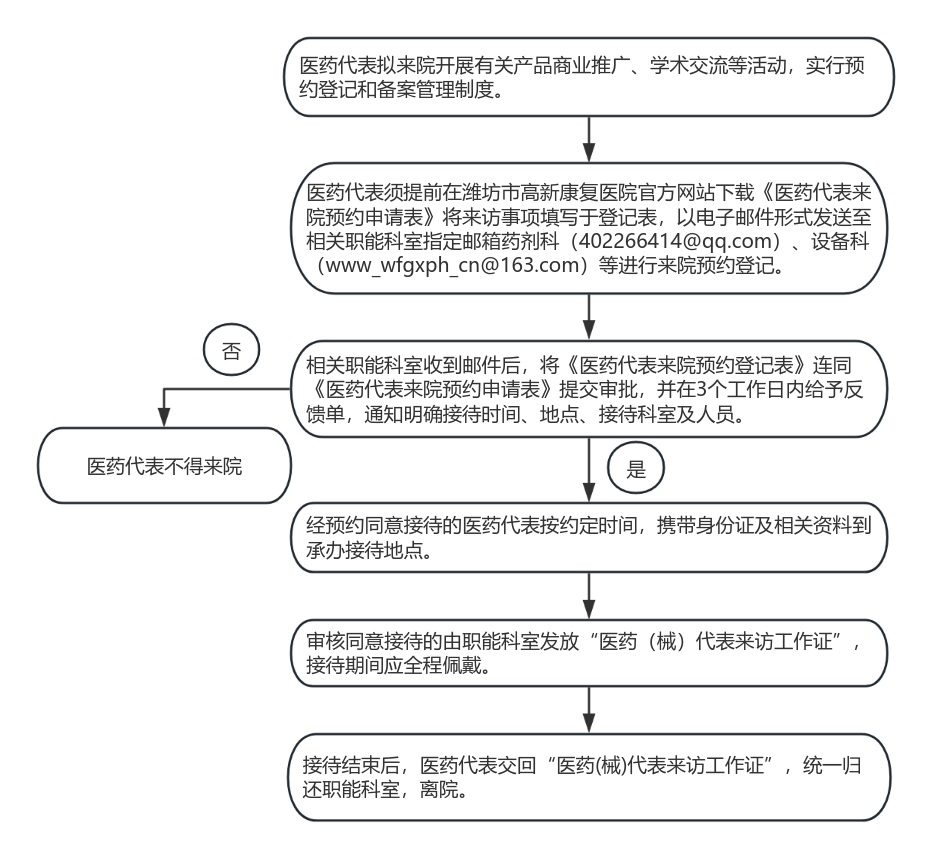 医药代表拟来院开展有关产品商业推广、学术交流等活动，实行预
约登记和备案管理制度。
医药代表须提前在潍坊市高新康复医院官方网站下载《医药代表来
院预约申请表》将来访事项填写于登记表，以电子邮件形式发送至
相关职能科室指定邮箱药剂科（402266414@qq.com）、设备科
（www_wfgxph_cn@163.com）等进行来院预约登记。
否
相关职能科室收到邮件后，将《医药代表来院预约登记表》连同
《医药代表来院预约申请表》提交审批，并在3个工作日内给予反
馈单，通知明确接待时间、地点、接待科室及人员。
医药代表不得来院
是
经预约同意接待的医药代表按约定时间，携带身份证及相关资料到
承办接待地点。
审核同意接待的由职能科室发放“医药（械）代表来访工作证”，
接待期间应全程佩戴。
接待结束后，医药代表交回“医药(械)代表来访工作证”，统一归
还职能科室，离院。